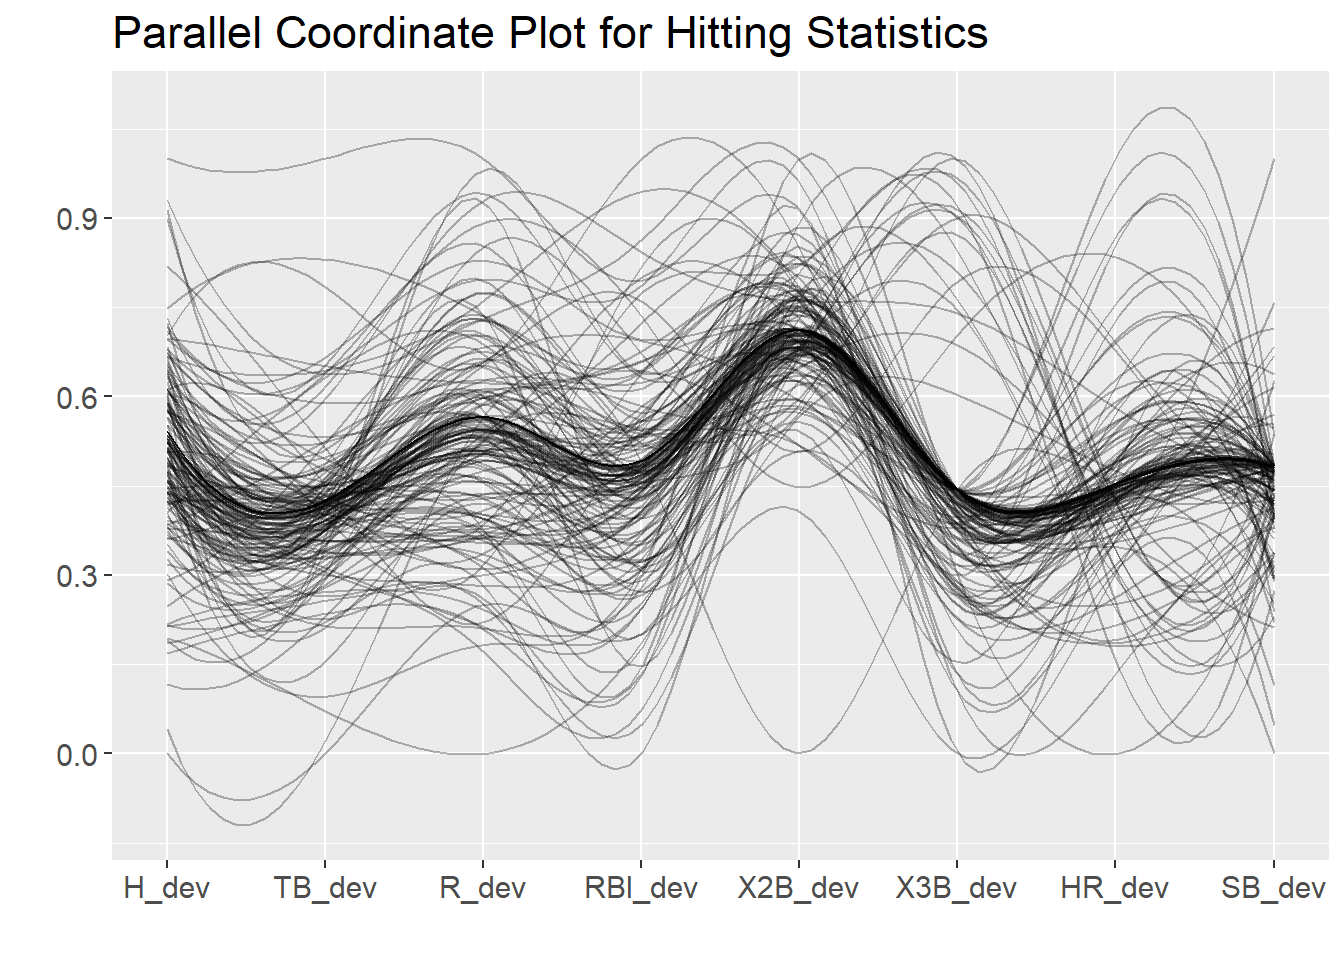 Parallel Coordinate Plot for Hitting Statistics
0.9
0.6
0.3
0.0
H_dev TB_dev R_dev RBI_dev X2B_dev X3B_dev HR_dev SB_dev